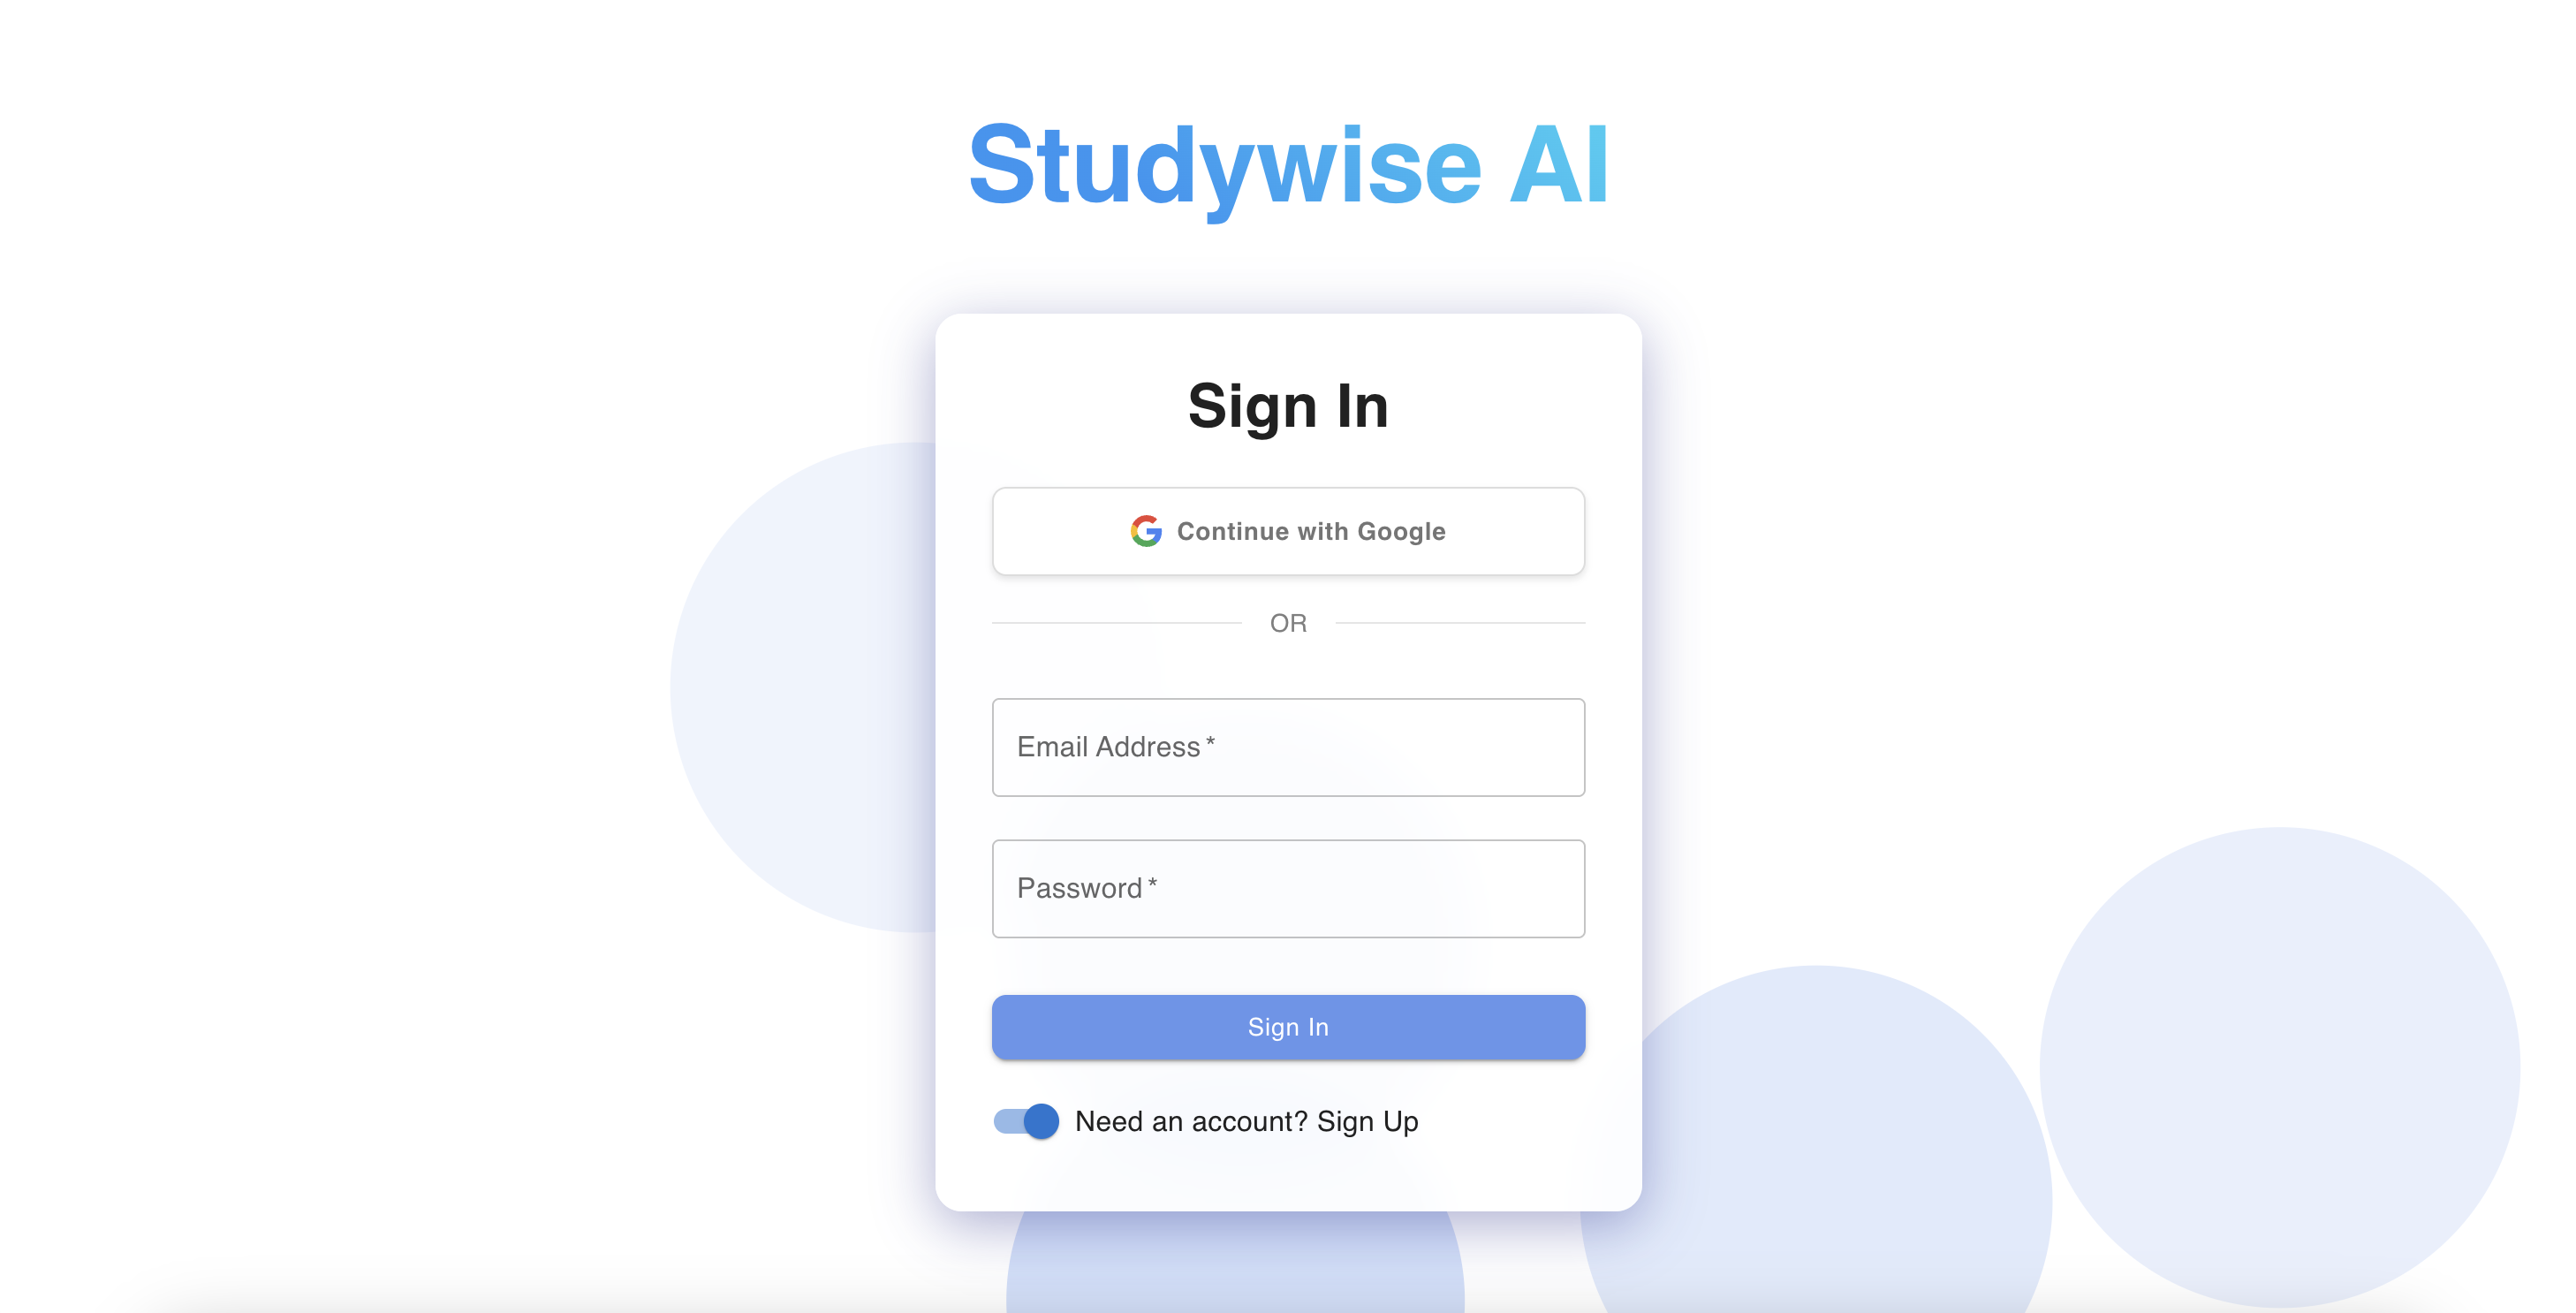 Studywise AI
Sign In
Continue with Google
OR
Email Address *
Password *
Sign In
Need an account? Sign Up